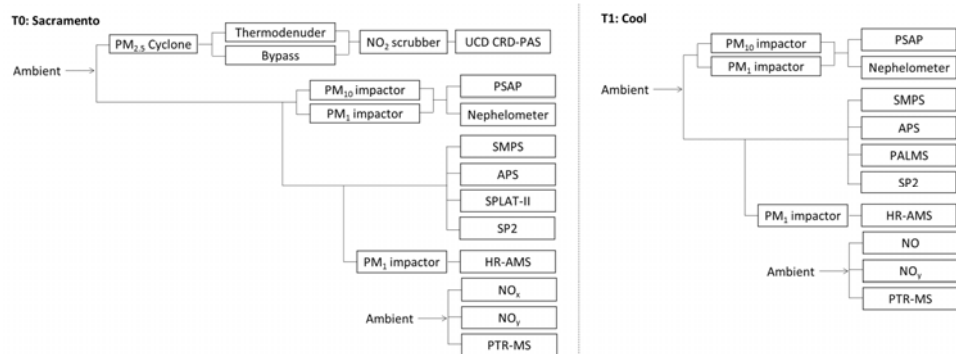 T0: Sacramento
PM2.5 Cyclone
Thermodenuder
Bypass
NO2 scrubber
UCD CRD-PAS
Ambient
PM10 impactor
PM1 impactor
PSAP
Nephelometer
SMPS
APS
SPLAT-II
SP2
PM1 impactor
HR-AMS
Ambient
NOx
NOy
PTR-MS
T1: Cool
PM10 impactor
PM1 impactor
PSAP
Nephelometer
Ambient
SMPS
APS
PALMS
SP2
PM1 impactor
HR-AMS
Ambient
NO
NOy
PTR-MS